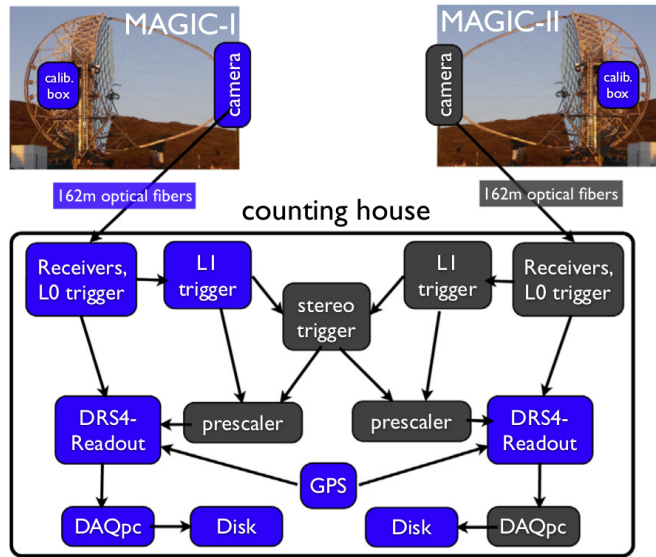 MAGIC-I
MAGIC-II
calib.
box
camera
camera
calib.
box
162m optical fibers
162m optical fibers
counting house
Receivers,
L0 trigger
L1
trigger
stereo
trigger
L1
trigger
Receivers,
L0 trigger
DRS4-
Readout
prescaler
prescaler
DRS4-
Readout
GPS
DAQpc
Disk
Disk
DAQpc